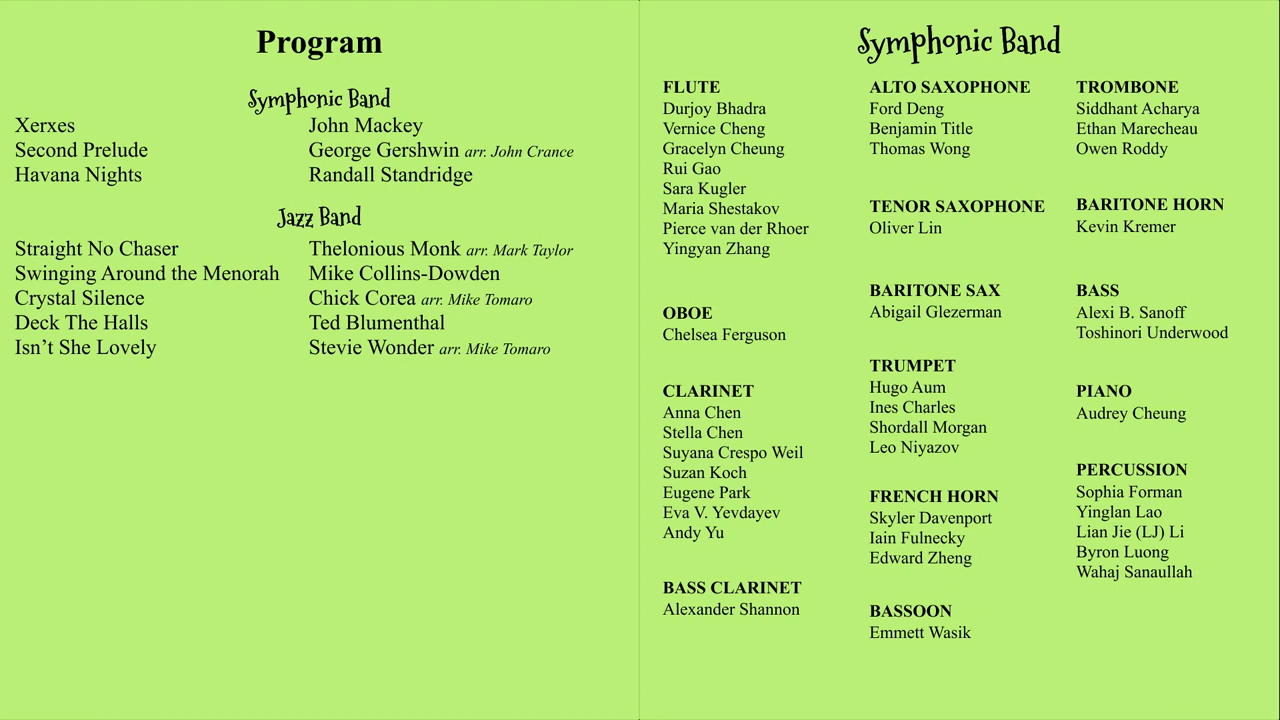 Program
Symphonic Band
Xerxes John Mackey
Second Prelude George Gershwin arr. John Crance
Havana Nights Randall Standridge
Jazz Band
Straight No Chaser Thelonious Monk arr. Mark Taylor
Swinging Around the Menorah Mike Collins-Dowden
Crystal Silence Chick Corea arr. Mike Tomaro
Deck The Halls Ted Blumenthal
Isn't She Lovely Stevie Wonder arr. Mike Tomaro
Symphonic Band
FLUTE
Durjoy Bhadra
Vernice Cheng
Gracelyn Cheung
Rui Gao
Sara Kugler
Maria Shestakov
Pierce van der Rhoer
Yingyan Zhang
OBOE
Chelsea Ferguson
CLARINET
Anna Chen
Stella Chen
Suyana Crespo Weil
Suzan Koch
Eugene Park
Eva V. Yevdayev
Andy Yu
BASS CLARINET
Alexander Shannon
ALTO SAXOPHONE
Ford Deng
Benjamin Title
Thomas Wong
TENOR SAXOPHONE
Oliver Lin
BARITONE SAX
Abigail Glezerman
TRUMPET
Hugo Aum
Ines Charles
Shordall Morgan
Leo Niyazov
FRENCH HORN
Skyler Davenport
Iain Fulnecky
Edward Zheng
BASSOON
Emmett Wasik
TROMBONE
Siddhant Acharya
Ethan Marecheau
Owen Roddy
BARITONE HORN
Kevin Kremer
BASS
Alexi B. Sanoff
Toshinori Underwood
PIANO
Audrey Cheung
PERCUSSION
Sophia Forman
Yinglan Lao
Lian Jie (LJ) Li
Byron Luong
Wahaj Sanaullah